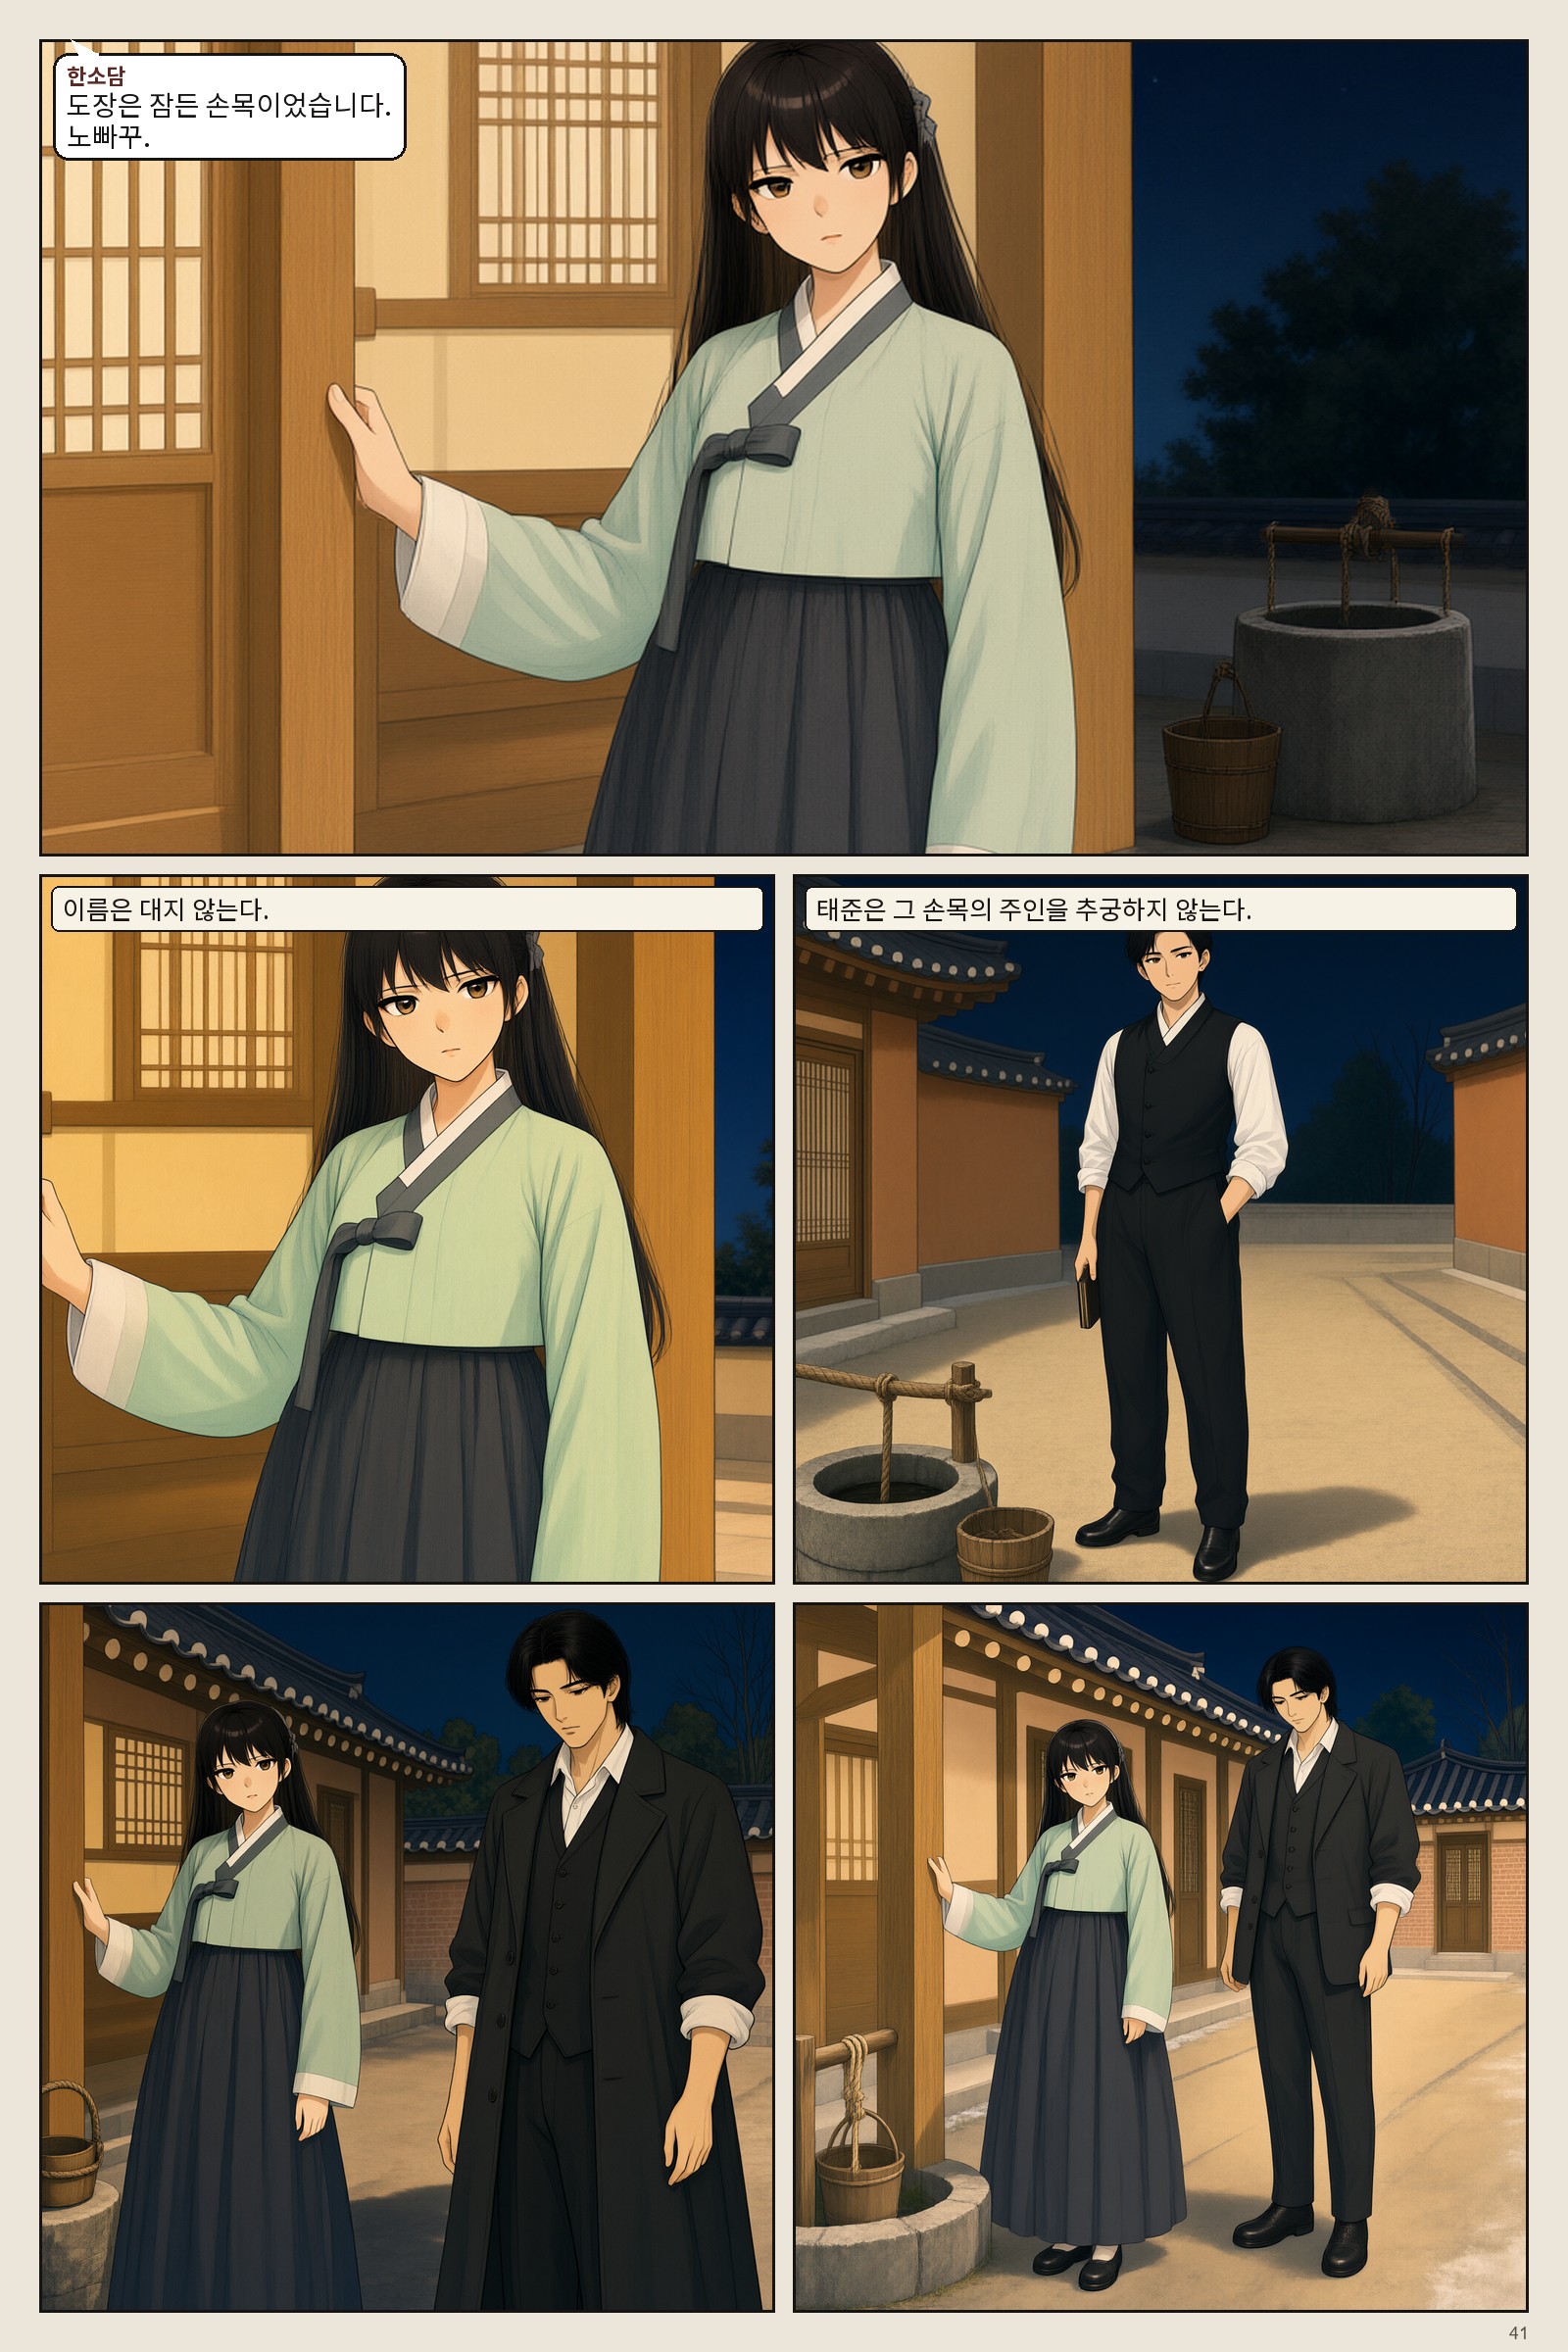 한소담
도장은 잠든 손목이었습니다.
노빠꾸.
이름은 대지 않는다.
태준은 그 손목의 주인을 추궁하지 않는다.
41